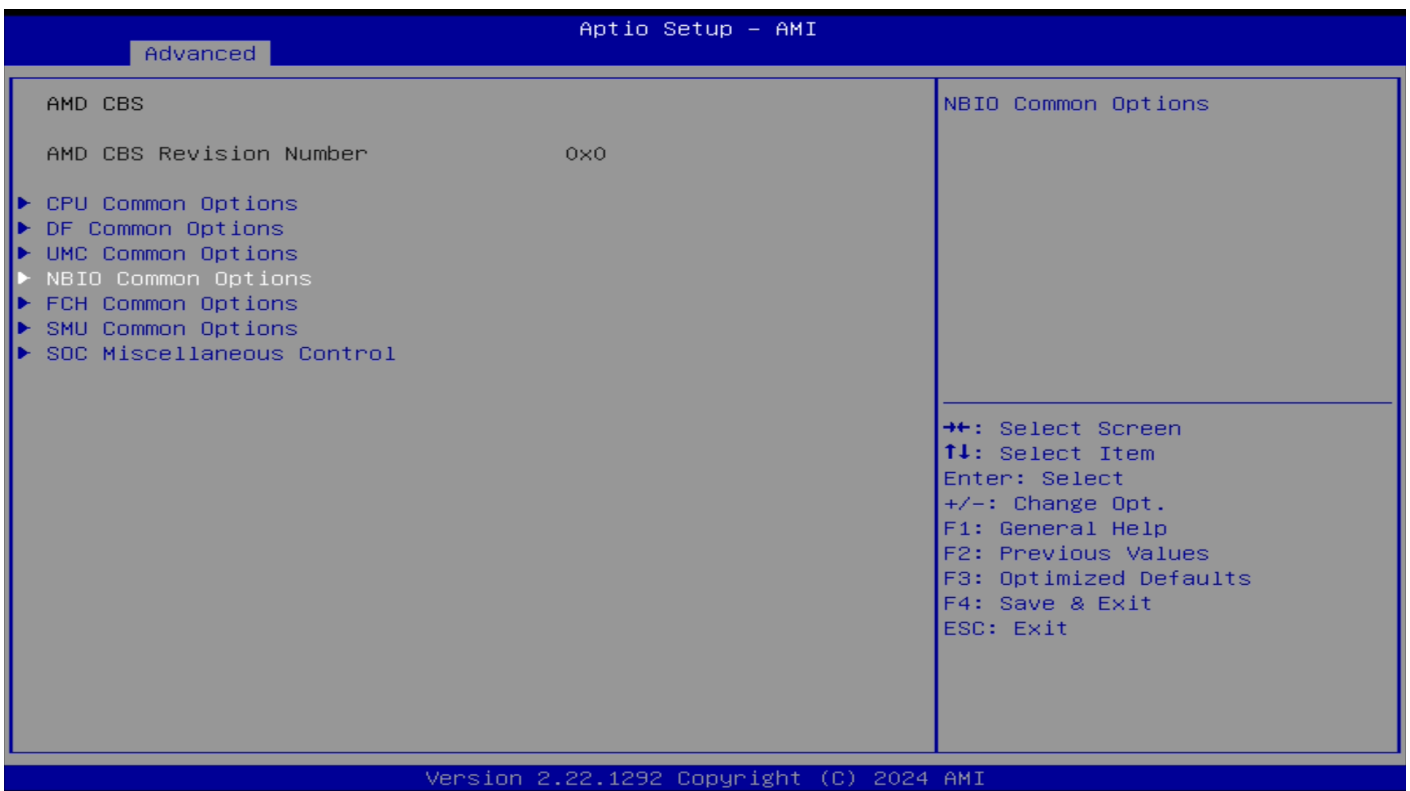 Aptio Setup - AMI
Advanced
AMD CBS
AMD CBS Revision Number 0x0
▶ CPU Common Options
▶ DF Common Options
▶ UMC Common Options
▶ NBIO Common Options
▶ FCH Common Options
▶ SMU Common Options
▶ SOC Miscellaneous Control
NBIO Common Options
→←: Select Screen
↑↓: Select Item
Enter: Select
+/-: Change Opt.
F1: General Help
F2: Previous Values
F3: Optimized Defaults
F4: Save & Exit
ESC: Exit
Version 2.22.1292 Copyright (C) 2024 AMI